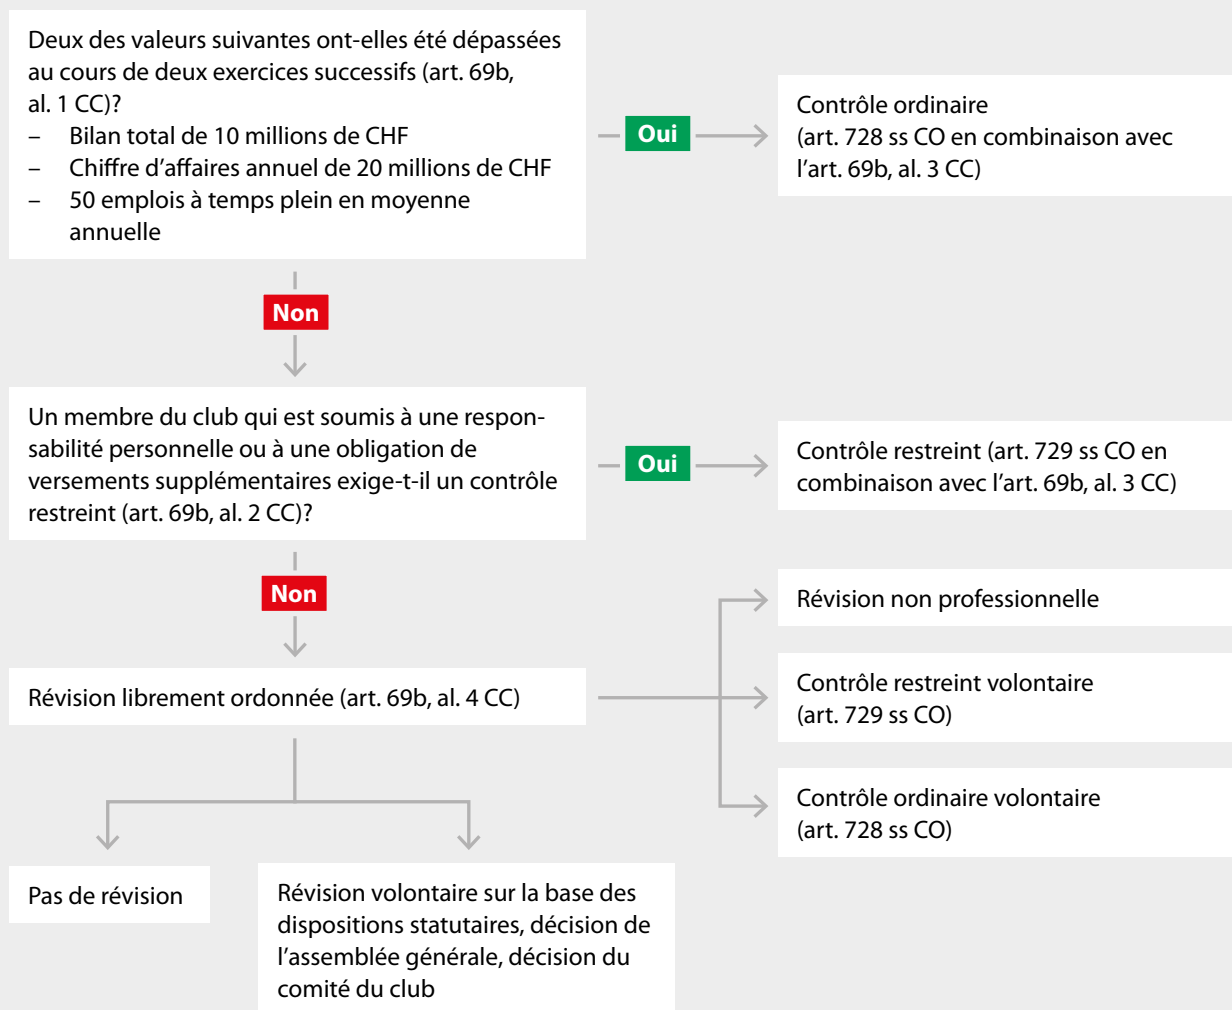 Deux des valeurs suivantes ont-elles été dépassées
au cours de deux exercices successifs (art. 69b,
al. 1 CC)?
– Bilan total de 10 millions de CHF
– Chiffre d’affaires annuel de 20 millions de CHF
– 50 emplois à temps plein en moyenne
annuelle
Oui
Contrôle ordinaire
(art. 728 ss CO en combinaison avec
l’art. 69b, al. 3 CC)
Non
Un membre du club qui est soumis à une respon-
sabilité personnelle ou à une obligation de
versements supplémentaires exige-t-il un contrôle
restreint (art. 69b, al. 2 CC)?
Oui
Contrôle restreint (art. 729 ss CO en
combinaison avec l’art. 69b, al. 3 CC)
Non
Révision librement ordonnée (art. 69b, al. 4 CC)
Révision non professionnelle
Contrôle restreint volontaire
(art. 729 ss CO)
Contrôle ordinaire volontaire
(art. 728 ss CO)
Pas de révision
Révision volontaire sur la base des
dispositions statutaires, décision de
l’assemblée générale, décision du
comité du club